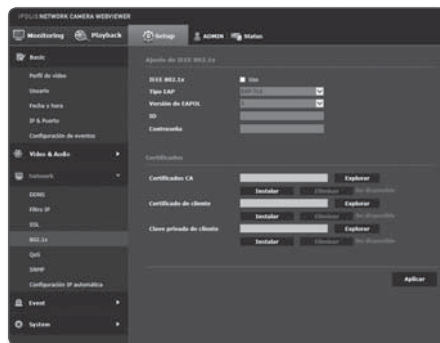 iPOLiS NETWORK CAMERA WEBVIEWER
Monitoring Playback Setup ADMIN Status
Basic
Perfil de vídeo
Usuario
Fecha y hora
IP & Puerto
Configuración de eventos
Video & Audio
Network
DDNS
Filtro IP
SSL
802.1x
QoS
SNMP
Configuración IP automática
Event
System
Ajuste de IEEE 802.1x
IEEE 802.1x Uso
Tipo EAP EAP-TLS
Versión de EAPOL
ID
Contraseña
Certificados
Certificados CA Explorar
Instalar Eliminar No disponible
Certificado de cliente Explorar
Instalar Eliminar No disponible
Clave privada de cliente Explorar
Instalar Eliminar No disponible
Aplicar